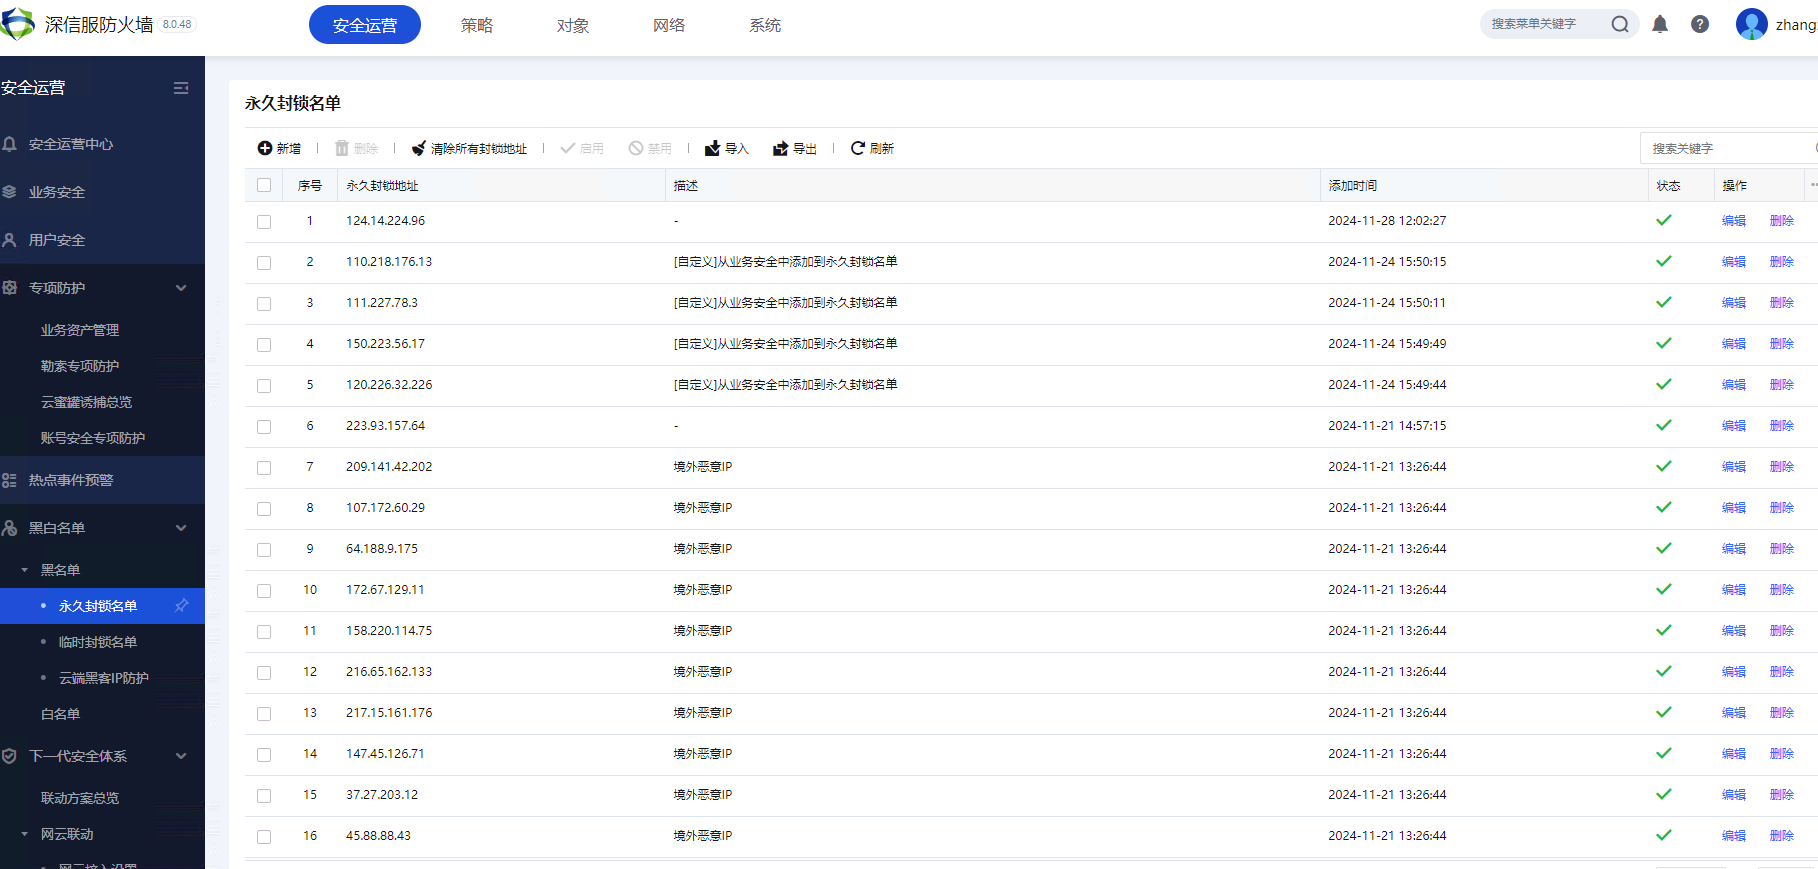 深信服防火墙 8.0.48 安全运营 策略 对象 网络 系统 搜索菜单关键字 zhang
安全运营
安全运营中心
业务安全
用户安全
专项防护
业务资产管理
勒索专项防护
云蜜罐诱捕总览
账号安全专项防护
热点事件预警
黑白名单
黑名单
永久封锁名单
临时封锁名单
云端黑客IP防护
白名单
下一代安全体系
联动方案总览
网云联动
网云接入设置
永久封锁名单
新增 删除 清除所有封锁地址 启用 禁用 导入 导出 刷新 搜索关键字
序号 永久封锁地址 描述 添加时间 状态 操作
1 124.14.224.96 - 2024-11-28 12:02:27 编辑 删除
2 110.218.176.13 [自定义]从业务安全中添加到永久封锁名单 2024-11-24 15:50:15 编辑 删除
3 111.227.78.3 [自定义]从业务安全中添加到永久封锁名单 2024-11-24 15:50:11 编辑 删除
4 150.223.56.17 [自定义]从业务安全中添加到永久封锁名单 2024-11-24 15:49:49 编辑 删除
5 120.226.32.226 [自定义]从业务安全中添加到永久封锁名单 2024-11-24 15:49:44 编辑 删除
6 223.93.157.64 - 2024-11-21 14:57:15 编辑 删除
7 209.141.42.202 境外恶意IP 2024-11-21 13:26:44 编辑 删除
8 107.172.60.29 境外恶意IP 2024-11-21 13:26:44 编辑 删除
9 64.188.9.175 境外恶意IP 2024-11-21 13:26:44 编辑 删除
10 172.67.129.11 境外恶意IP 2024-11-21 13:26:44 编辑 删除
11 158.220.114.75 境外恶意IP 2024-11-21 13:26:44 编辑 删除
12 216.65.162.133 境外恶意IP 2024-11-21 13:26:44 编辑 删除
13 217.15.161.176 境外恶意IP 2024-11-21 13:26:44 编辑 删除
14 147.45.126.71 境外恶意IP 2024-11-21 13:26:44 编辑 删除
15 37.27.203.12 境外恶意IP 2024-11-21 13:26:44 编辑 删除
16 45.88.88.43 境外恶意IP 2024-11-21 13:26:44 编辑 删除